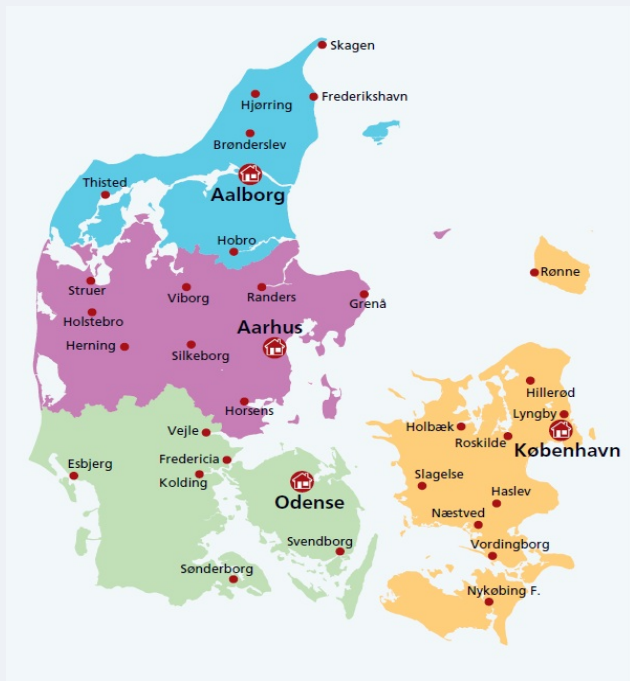 Skagen
Frederikshavn
Hjørring
Brønderslev
Thisted
Aalborg
Hobro
Rønne
Struer
Viborg
Randers
Grenå
Holstebro
Aarhus
Herning
Silkeborg
Hillerød
Horsens
Lyngby
Holbæk
Vejle
Roskilde
København
Fredericia
Esbjerg
Kolding
Slagelse
Odense
Haslev
Næstved
Svendborg
Vordingborg
Sønderborg
Nykøbing F.